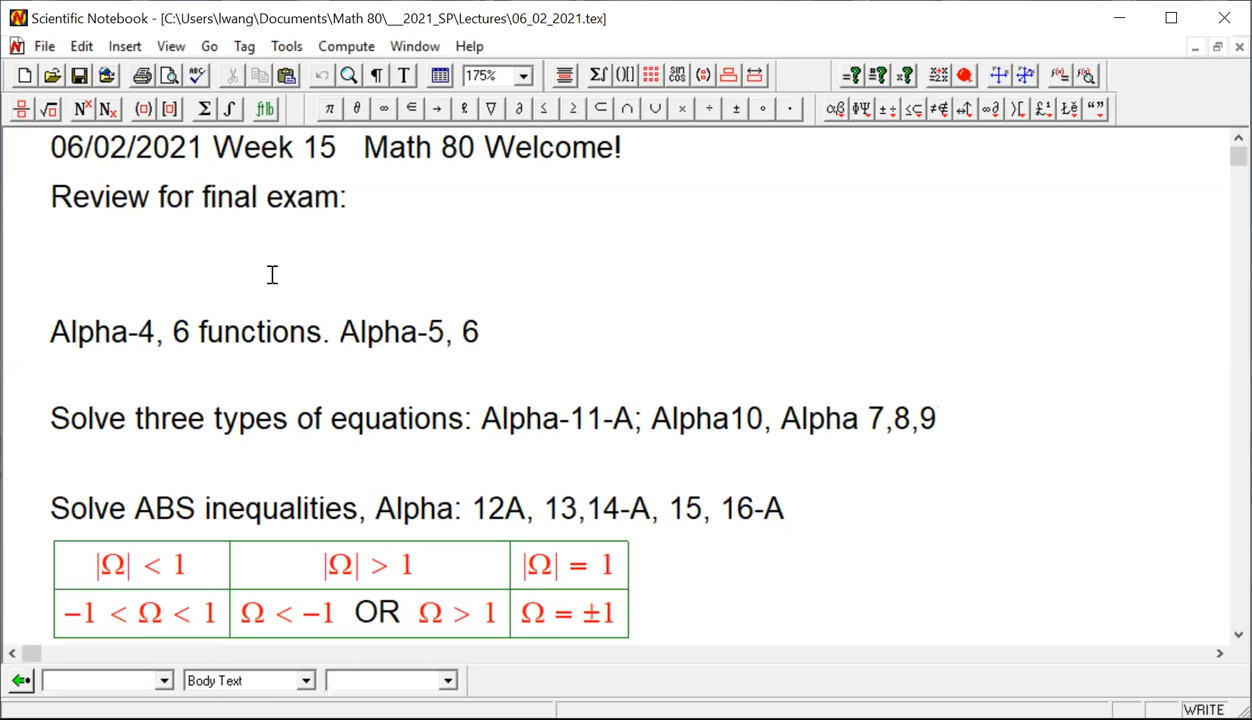 Scientific Notebook - [C:\Users\lwang\Documents\Math 80\__2021_SP\Lectures\06_02_2021.tex]
File Edit Insert View Go Tag Tools Compute Window Help
175%
06/02/2021 Week 15 Math 80 Welcome!
Review for final exam:
Alpha-4, 6 functions. Alpha-5, 6
Solve three types of equations: Alpha-11-A; Alpha10, Alpha 7,8,9
Solve ABS inequalities, Alpha: 12A, 13,14-A, 15, 16-A
|Ω| < 1 |Ω| > 1 |Ω| = 1
−1 < Ω < 1 Ω < −1 OR Ω > 1 Ω = ±1
Body Text
WRITE